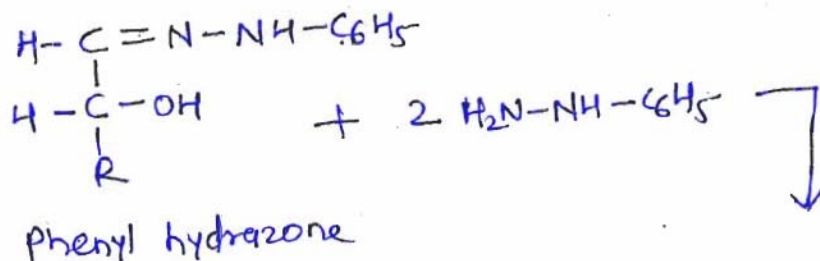 H-C=N-NH-C6H5
H-C-OH + 2 H2N-NH-C6H5
R
Phenyl hydrazone